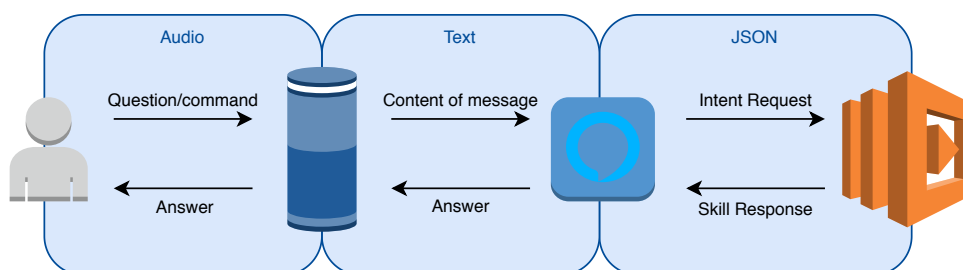 Audio
Text
JSON
Question/command
Content of message
Intent Request
Answer
Answer
Skill Response